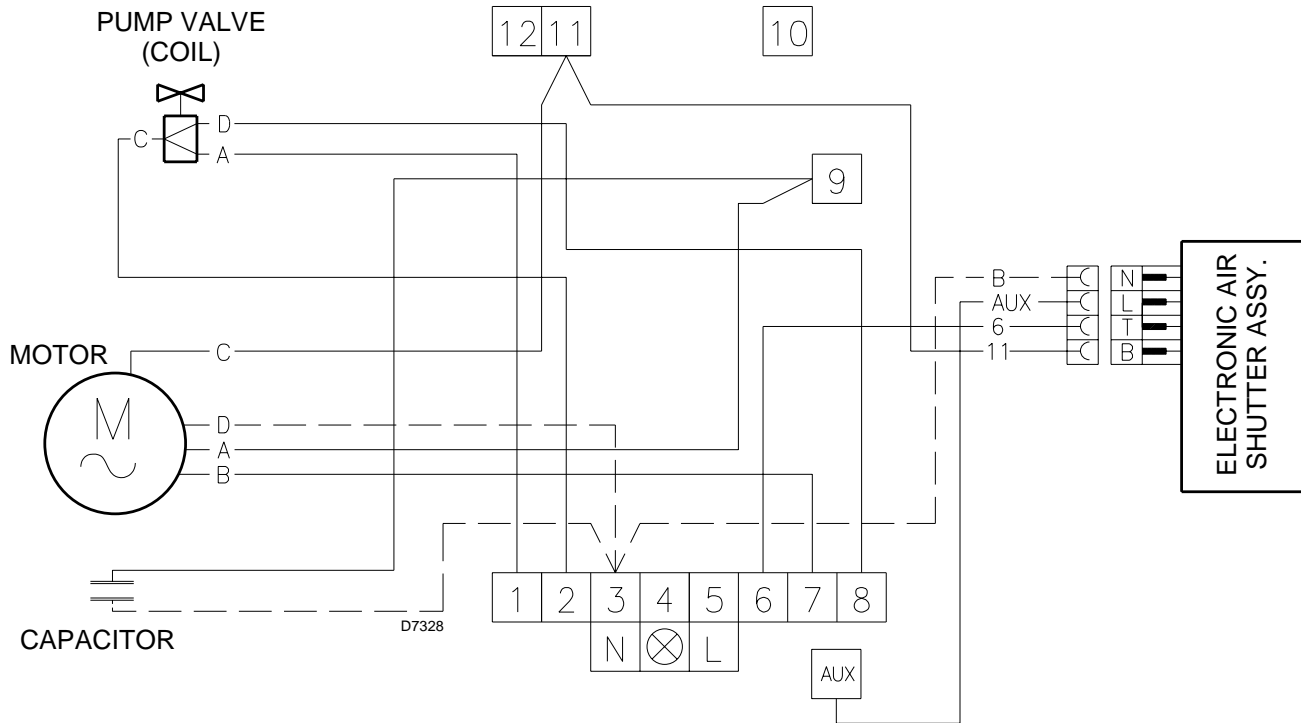 PUMP VALVE
(COIL)
12 11
10
D
C
A
9
B N
AUX L
6 T
11 B
ELECTRONIC AIR
SHUTTER ASSY.
MOTOR
C
M
D
A
B
1 2 3 4 5 6 7 8
N L
CAPACITOR
D7328
AUX